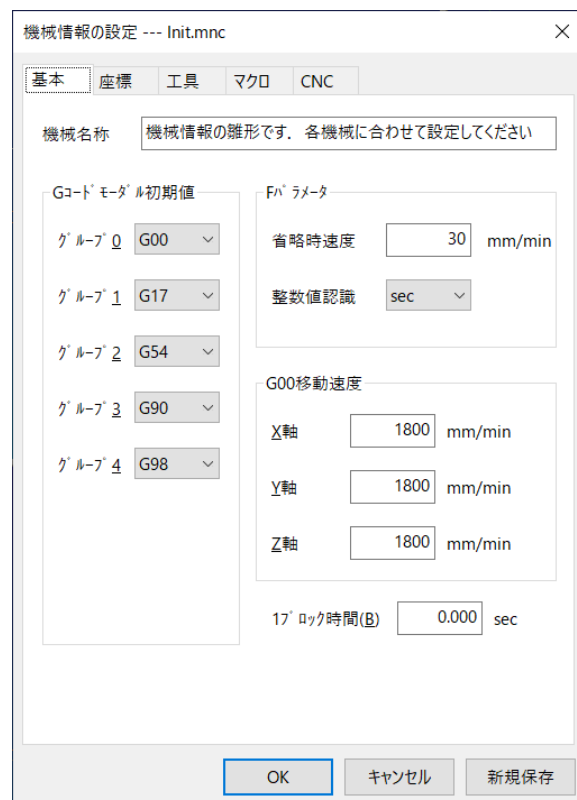 機械情報の設定 --- Init.mnc
基本 座標 工具 マクロ CNC
機械名称 機械情報の雛形です．各機械に合わせて設定してください
Gｺｰﾄﾞﾓｰﾀﾞﾙ初期値
ｸﾞﾙｰﾌﾟ0 G00
ｸﾞﾙｰﾌﾟ1 G17
ｸﾞﾙｰﾌﾟ2 G54
ｸﾞﾙｰﾌﾟ3 G90
ｸﾞﾙｰﾌﾟ4 G98
Fﾊﾟﾗﾒｰﾀ
省略時速度 30 mm/min
整数値認識 sec
G00移動速度
X軸 1800 mm/min
Y軸 1800 mm/min
Z軸 1800 mm/min
1ﾌﾞﾛｯｸ時間(B) 0.000 sec
OK キャンセル 新規保存